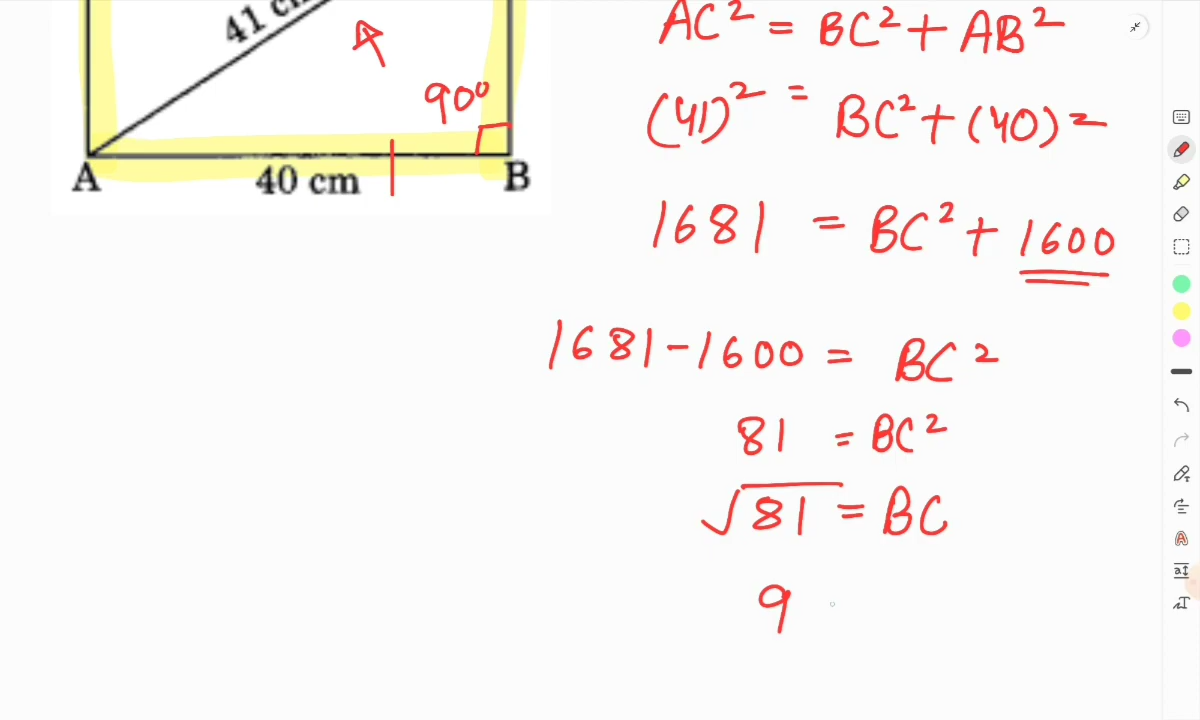 41 cm
90⁰
A
40 cm
B
AC² = BC² + AB²
(41)² = BC² + (40)²
1681 = BC² + 1600
1681 - 1600 = BC²
81 = BC²
√81 = BC
9